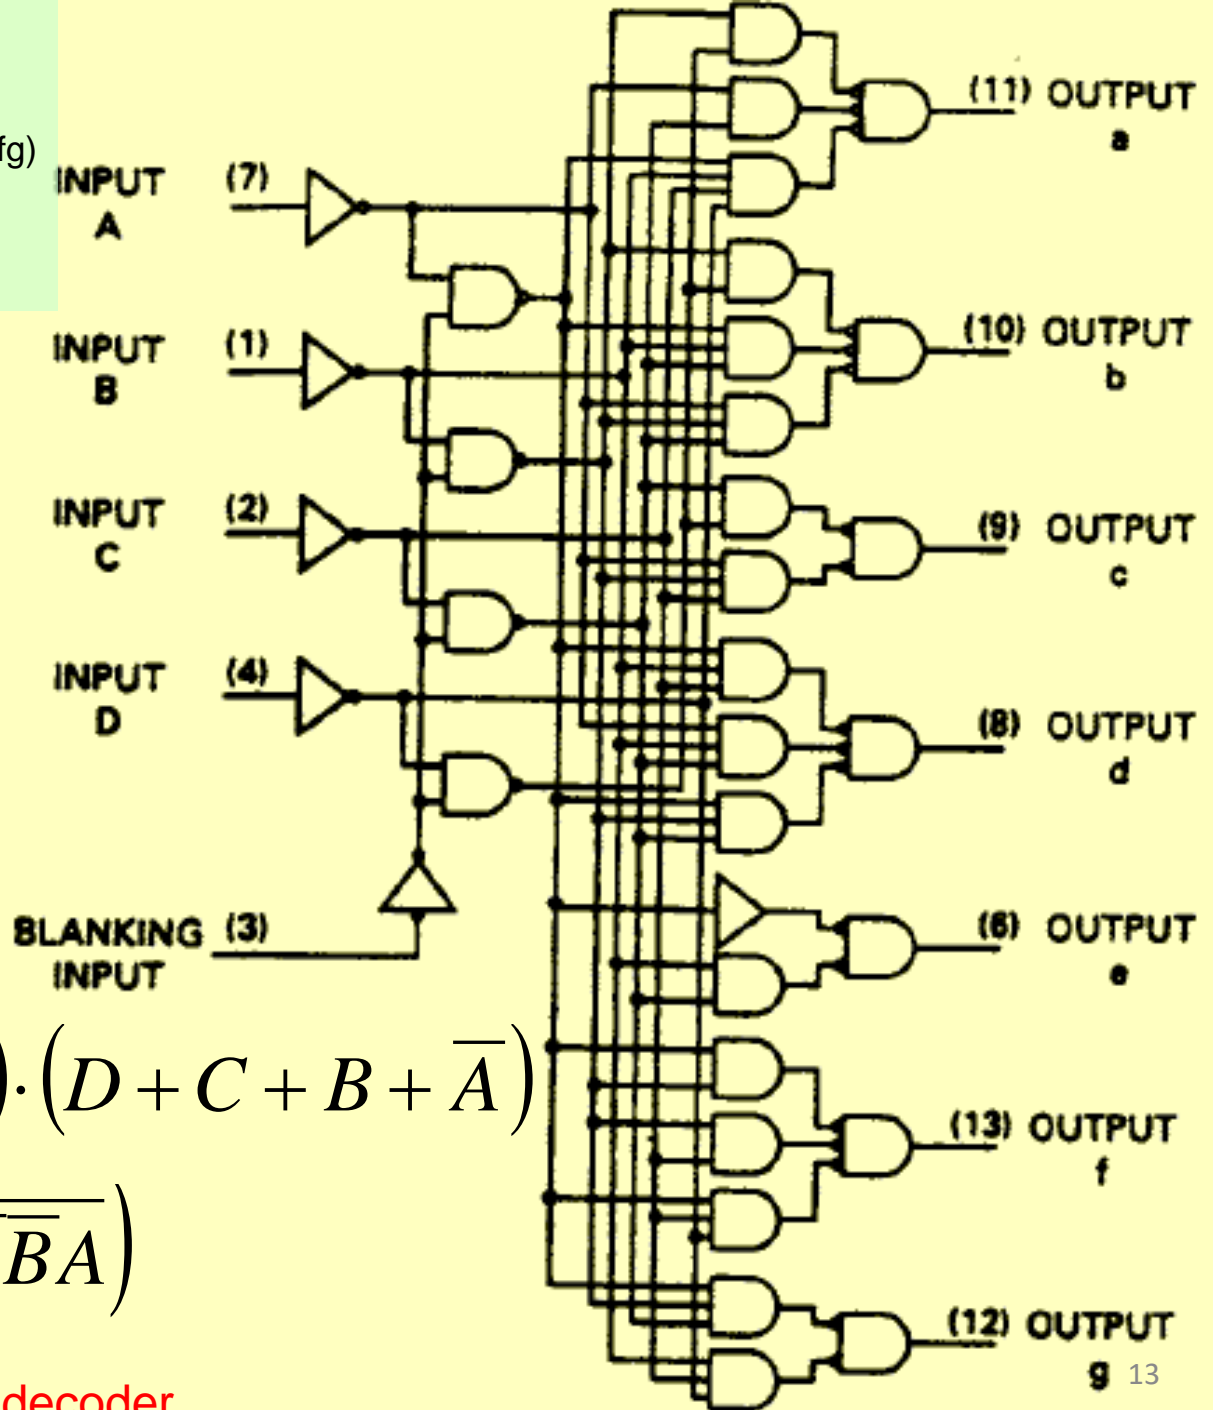 fg)
INPUT (7)
A
INPUT (1)
B
INPUT (2)
C
INPUT (4)
D
BLANKING (3)
INPUT
(11) OUTPUT
a
(10) OUTPUT
b
(9) OUTPUT
c
(8) OUTPUT
d
(6) OUTPUT
e
(13) OUTPUT
f
(12) OUTPUT
g
)·(D + C + B + A̅)
B̅A)
decoder
13